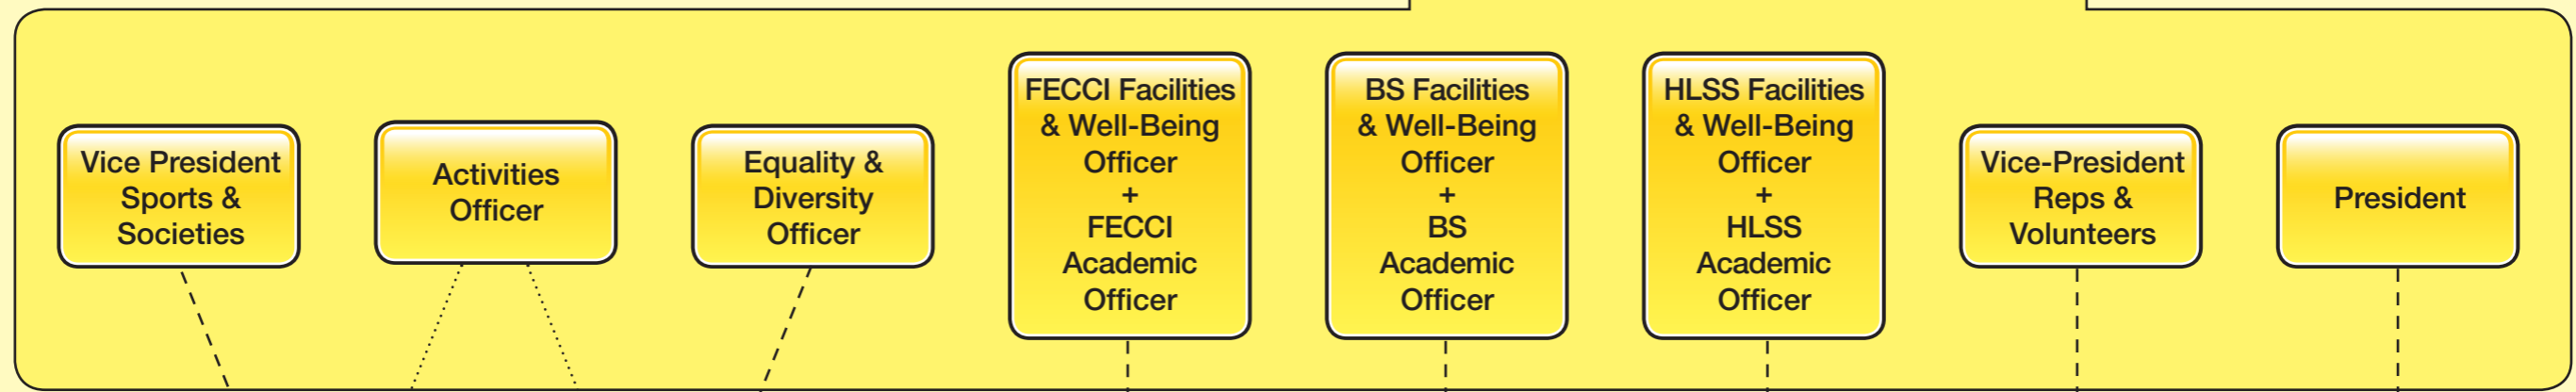 Vice President
Sports &
Societies
Activities
Officer
Equality &
Diversity
Officer
FECCI Facilities
& Well-Being
Officer
+
FECCI
Academic
Officer
BS Facilities
& Well-Being
Officer
+
BS
Academic
Officer
HLSS Facilities
& Well-Being
Officer
+
HLSS
Academic
Officer
Vice-President
Reps &
Volunteers
President